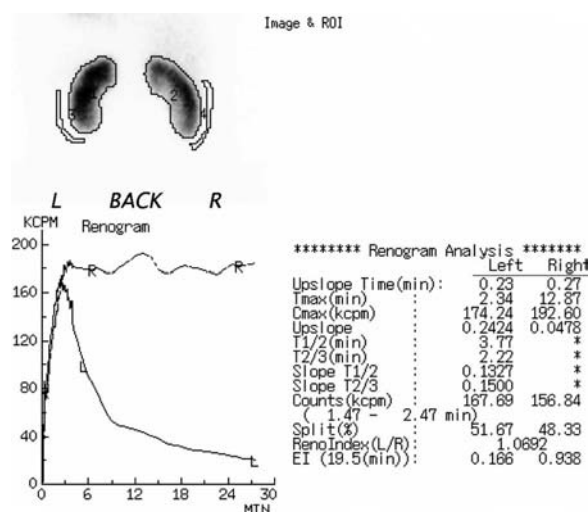 Image & ROI
1
2
3
4
L BACK R
KCPM Renogram
200
160
120
80
40
0
R
R
L
L
0 6 12 18 24 30
MIN
******** Renogram Analysis *******
Left Right
Upslope Time(min): 0.23 0.27
Tmax(min) : 2.34 12.87
Cmax(kcpm) : 174.24 192.60
Upslope : 0.2424 0.0478
T1/2(min) : 3.77 *
T2/3(min) : 2.22 *
Slope T1/2 : 0.1327 *
Slope T2/3 : 0.1500 *
Counts(kcpm) : 167.69 156.84
( 1.47 - 2.47 min)
Split(%) : 51.67 48.33
RenoIndex(L/R): 1.0692
EI (19.5(min)): 0.166 0.938